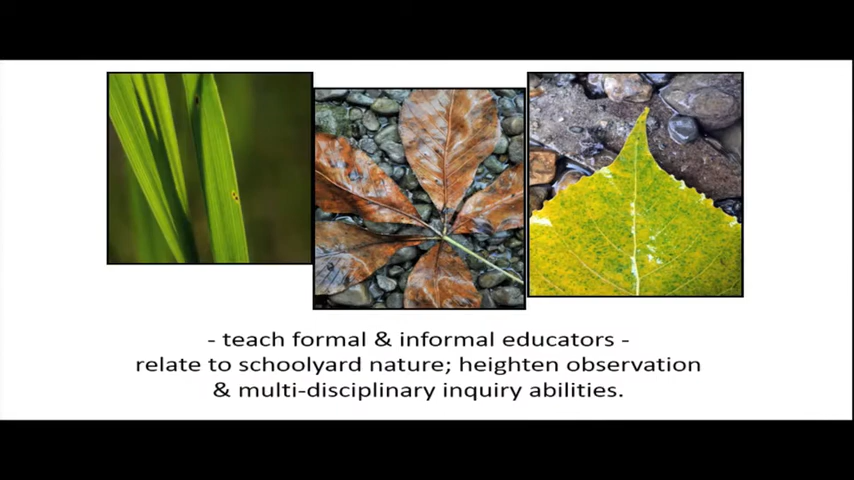 - teach formal & informal educators -
relate to schoolyard nature; heighten observation
& multi-disciplinary inquiry abilities.